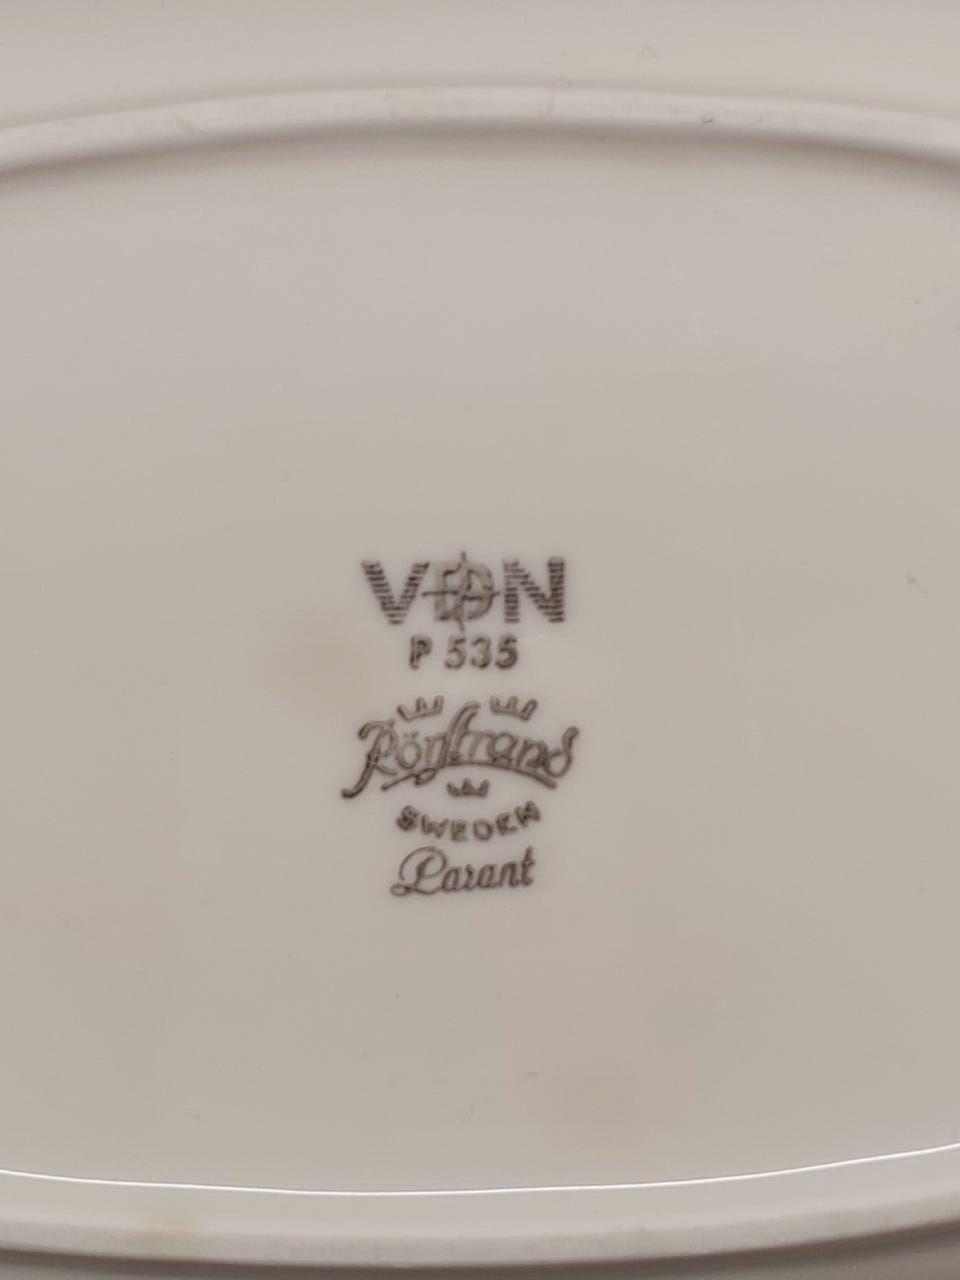 VDN
P 535
Rörstrand
SWEDEN
Parant